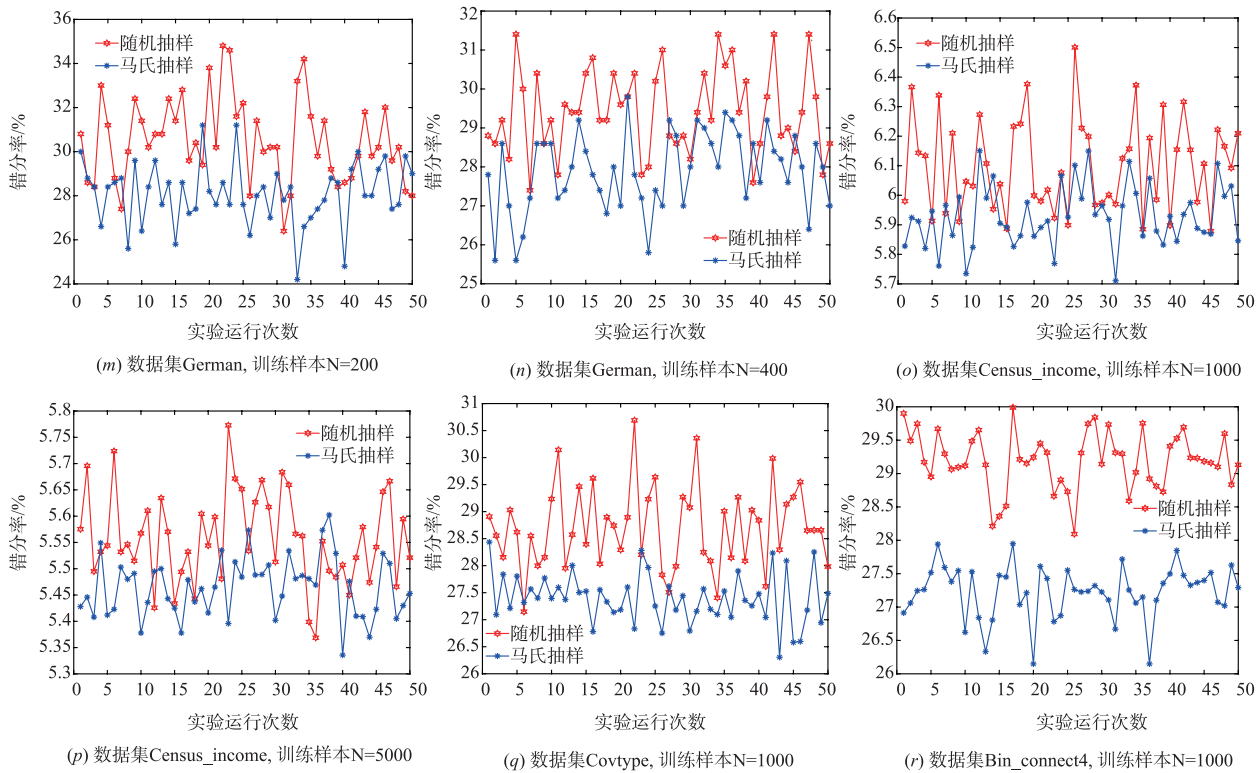 36
34
32
30
28
26
24
错分率/%
随机抽样
马氏抽样
0 5 10 15 20 25 30 35 40 45 50
实验运行次数
(m) 数据集German, 训练样本N=200
32
31
30
29
28
27
26
25
错分率/%
随机抽样
马氏抽样
0 5 10 15 20 25 30 35 40 45 50
实验运行次数
(n) 数据集German, 训练样本N=400
6.6
6.5
6.3
6.2
6.1
6
5.9
5.8
5.7
错分率/%
随机抽样
马氏抽样
0 5 10 15 20 25 30 35 40 45 50
实验运行次数
(o) 数据集Census_income, 训练样本N=1000
5.8
5.75
5.7
5.65
5.6
5.55
5.5
5.45
5.4
5.35
5.3
错分率/%
随机抽样
马氏抽样
0 5 10 15 20 25 30 35 40 45 50
实验运行次数
(p) 数据集Census_income, 训练样本N=5000
31
30.5
30
29.5
29
28.5
28
27.5
27
26.5
26
错分率/%
随机抽样
马氏抽样
0 5 10 15 20 25 30 35 40 45 50
实验运行次数
(q) 数据集Covtype, 训练样本N=1000
30
29.5
29
28.5
28
27.5
27
26.5
26
错分率/%
随机抽样
马氏抽样
0 5 10 15 20 25 30 35 40 45 50
实验运行次数
(r) 数据集Bin_connect4, 训练样本N=1000